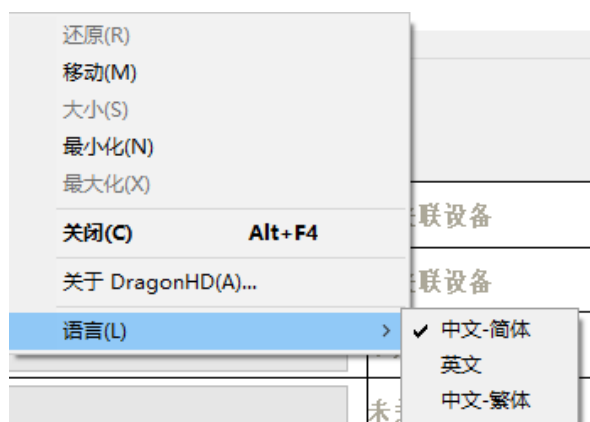 还原(R)
移动(M)
大小(S)
最小化(N)
最大化(X)
关闭(C) Alt+F4
关于 DragonHD(A)...
语言(L)
中文-简体
英文
中文-繁体
联设备
联设备
未